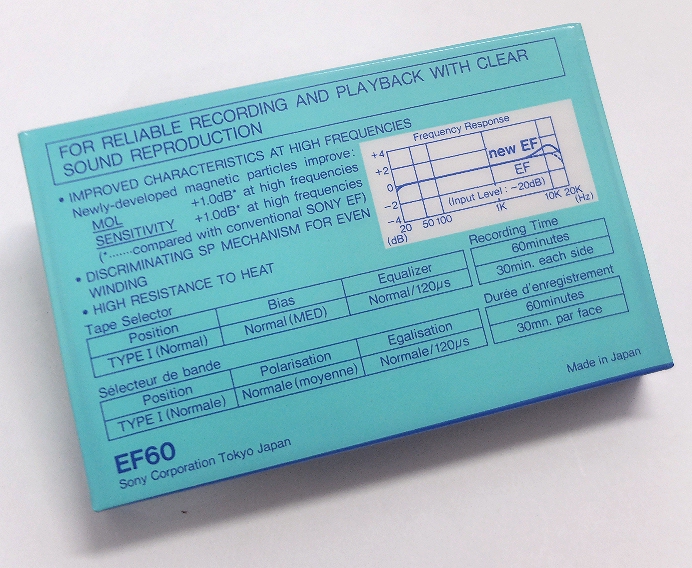 FOR RELIABLE RECORDING AND PLAYBACK WITH CLEAR
SOUND REPRODUCTION
• IMPROVED CHARACTERISTICS AT HIGH FREQUENCIES
Newly-developed magnetic particles improve:
MOL +1.0dB* at high frequencies
SENSITIVITY +1.0dB* at high frequencies
(*······compared with conventional SONY EF)
• DISCRIMINATING SP MECHANISM FOR EVEN
WINDING
• HIGH RESISTANCE TO HEAT
Frequency Response
+4
+2
0
−2
−4
(dB)
new EF
EF
(Input Level : −20dB)
20 50 100 1K 10K 20K
(Hz)
Tape Selector
Position Bias Equalizer
TYPE I (Normal) Normal (MED) Normal/120μs
Recording Time
60minutes
30min. each side
Sélecteur de bande
Position Polarisation Egalisation
TYPE I (Normale) Normale (moyenne) Normale/120μs
Durée d'enregistrement
60minutes
30mn. par face
Made in Japan
EF60
Sony Corporation Tokyo Japan